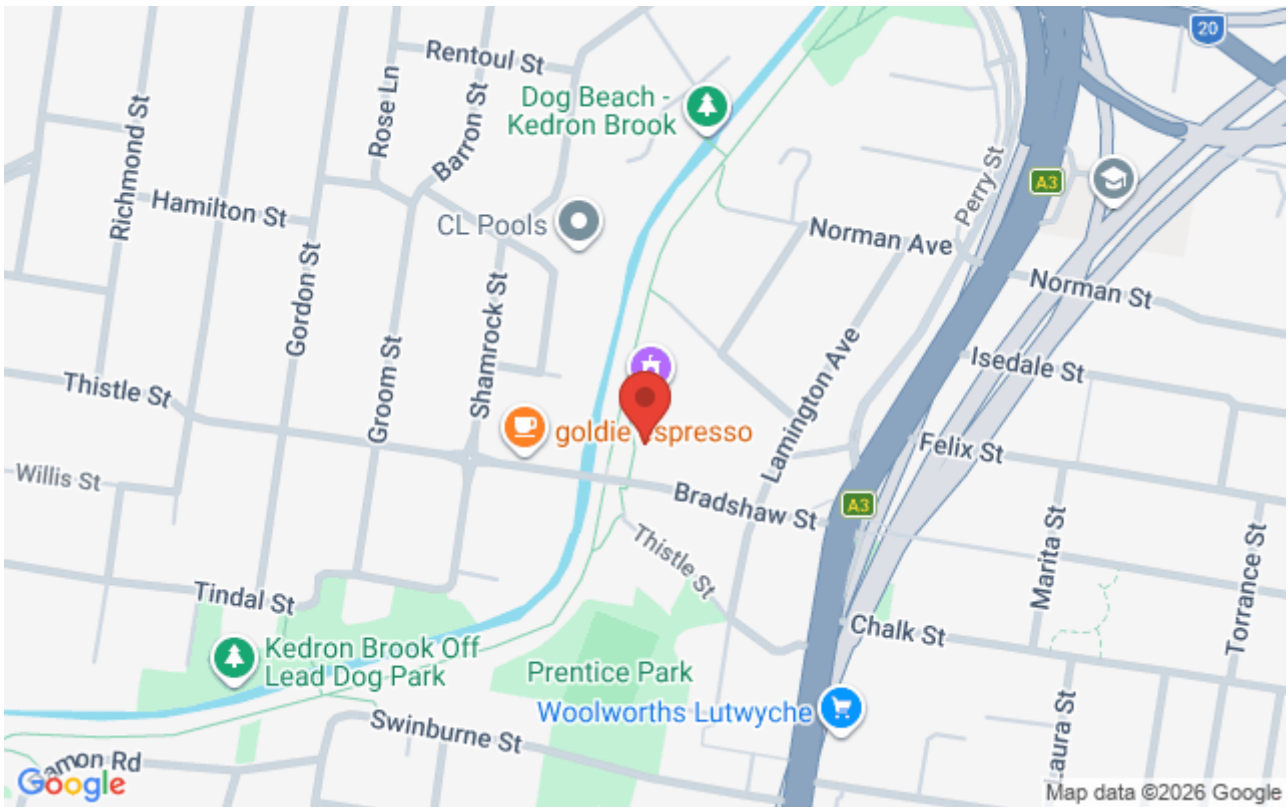 Rentoul St
20
Dog Beach -
Kedron Brook
Rose Ln
Barron St
Richmond St
Perry St
A3
Hamilton St
CL Pools
Norman Ave
Gordon St
Norman St
Shamrock St
Lamington Ave
Isedale St
Thistle St
Groom St
goldie espresso
Felix St
Willis St
Bradshaw St
A3
Marita St
Torrance St
Thistle St
Tindal St
Chalk St
Kedron Brook Off
Lead Dog Park
Prentice Park
Woolworths Lutwyche
Swinburne St
Laura St
Rd
Google
Map data ©2026 Google